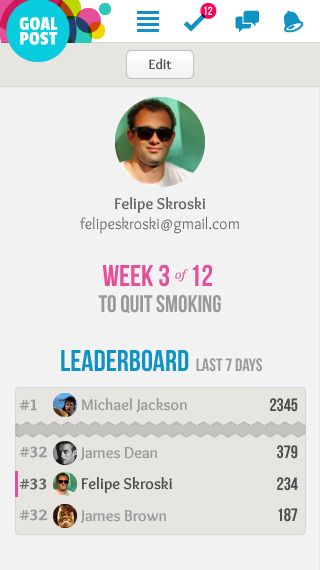 GOAL
POST
12
Edit
Felipe Skroski
felipeskroski@gmail.com
WEEK 3 of 12
TO QUIT SMOKING
LEADERBOARD LAST 7 DAYS
#1 Michael Jackson 2345
#32 James Dean 379
#33 Felipe Skroski 234
#32 James Brown 187